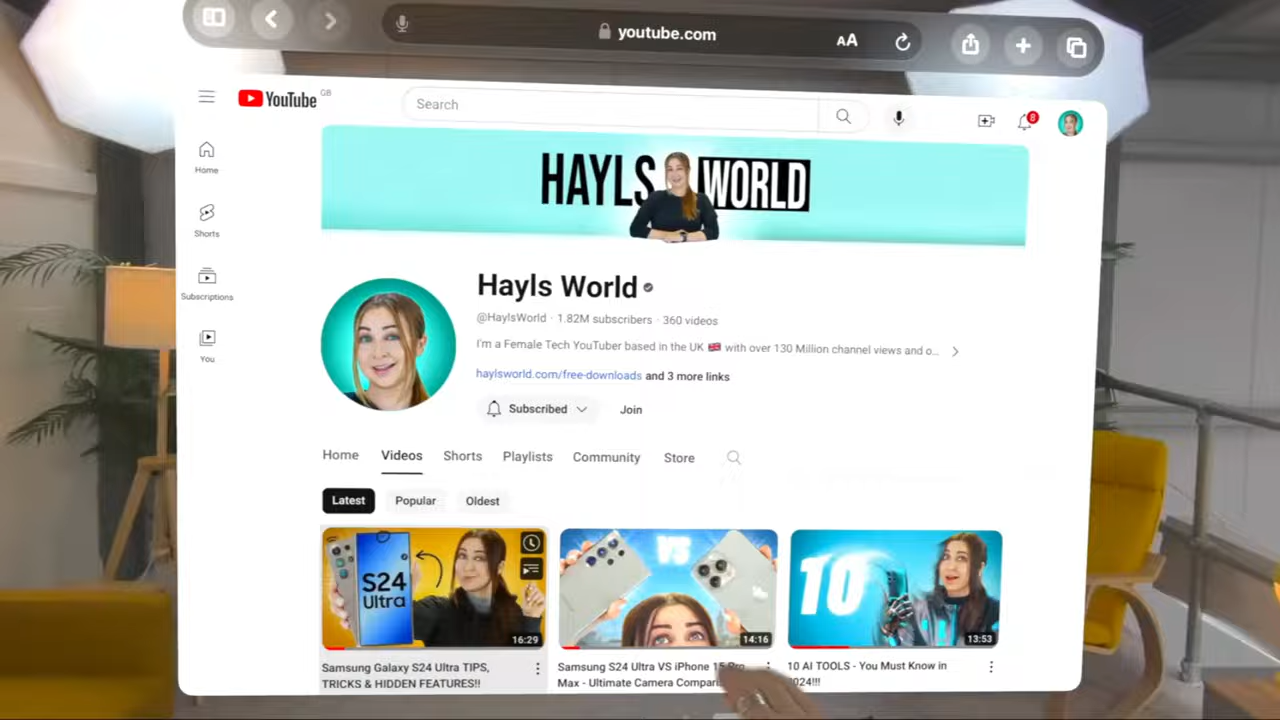 youtube.com
AA
YouTube GB
Search
8
Home
Shorts
Subscriptions
You
HAYLS WORLD
Hayls World
@HaylsWorld · 1.82M subscribers · 360 videos
I'm a Female Tech YouTuber based in the UK 🇬🇧 with over 130 Million channel views and o...
haylsworld.com/free-downloads and 3 more links
Subscribed
Join
Home
Videos
Shorts
Playlists
Community
Store
Latest
Popular
Oldest
S24
Ultra
16:29
VS
14:16
10
13:53
Samsung Galaxy S24 Ultra TIPS,
TRICKS & HIDDEN FEATURES!!
Samsung S24 Ultra VS iPhone 15 Pro
Max - Ultimate Camera
10 AI TOOLS - You Must Know in
2024!!!